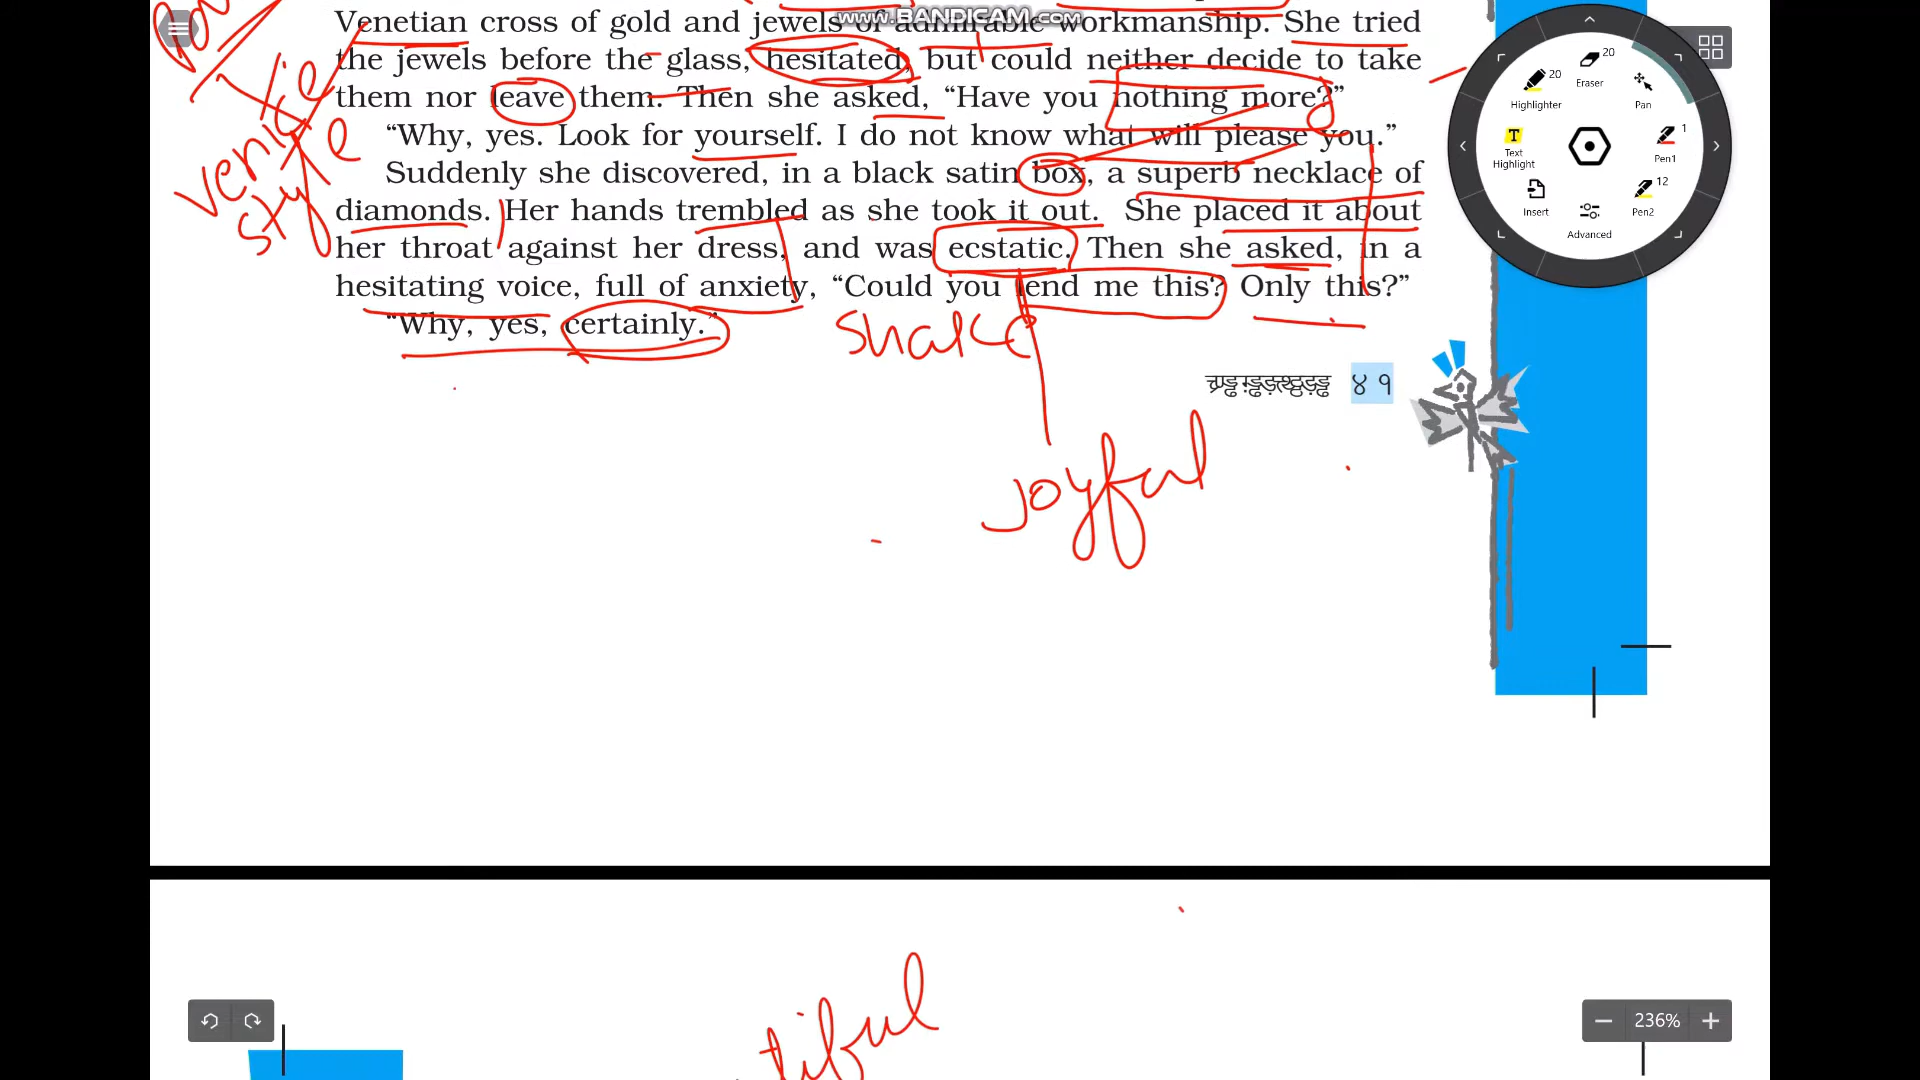 www.BANDICAM.com
Venetian cross of gold and jewels of admirable workmanship. She tried
the jewels before the glass, hesitated, but could neither decide to take
them nor leave them. Then she asked, “Have you nothing more?”
“Why, yes. Look for yourself. I do not know what will please you.”
Suddenly she discovered, in a black satin box, a superb necklace of
diamonds. Her hands trembled as she took it out. She placed it about
her throat against her dress, and was ecstatic. Then she asked, in a
hesitating voice, full of anxiety, “Could you lend me this? Only this?”
“Why, yes, certainly.”
venice
style
shake
joyful
४१
20
Eraser
20
Highlighter
Pan
T
Text
Highlight
1
Pen1
Insert
12
Pen2
Advanced
236%